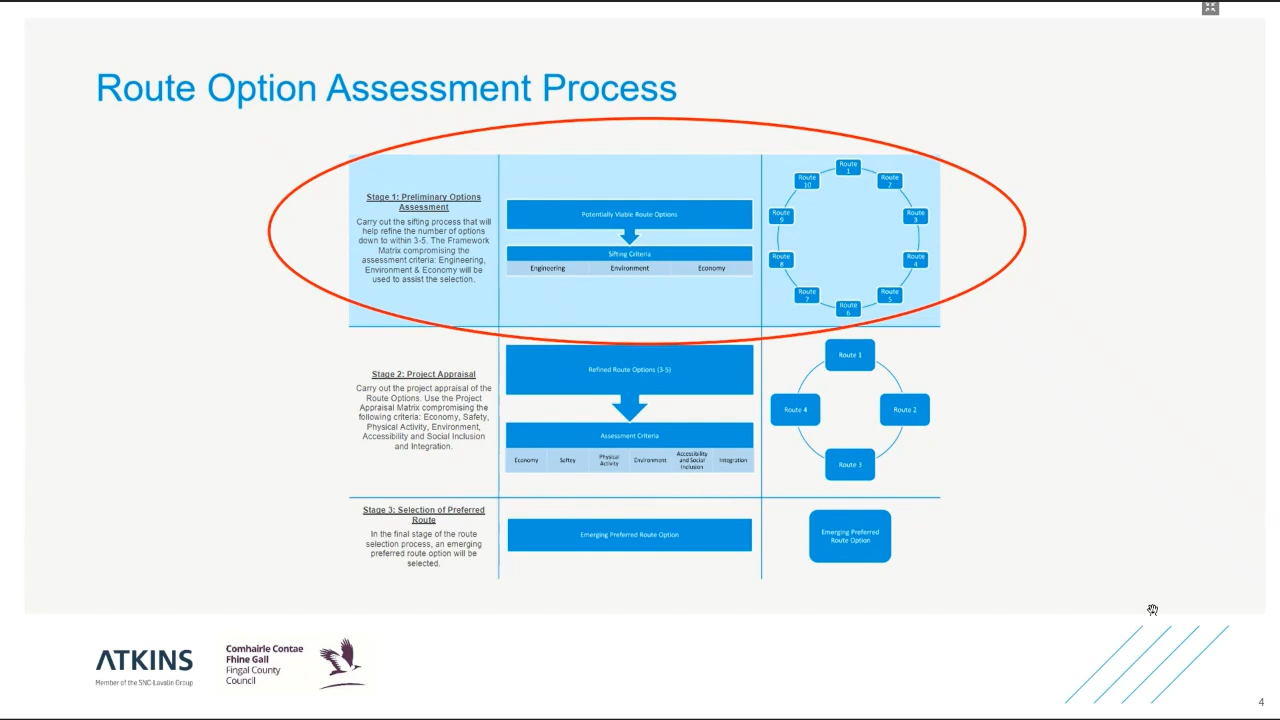 Route Option Assessment Process
Stage 1: Preliminary Options
Assessment
Carry out the sifting process that will
help refine the number of options
down to within 3-5. The Framework
Matrix compromising the
assessment criteria: Engineering,
Environment & Economy will be
used to assist the selection.
Potentially Viable Route Options
Sifting Criteria
Engineering Environment Economy
Route
1
Route
2
Route
3
Route
4
Route
5
Route
6
Route
7
Route
8
Route
9
Route
10
Stage 2: Project Appraisal
Carry out the project appraisal of the
Route Options. Use the Project
Appraisal Matrix compromising the
following criteria: Economy, Safety,
Physical Activity, Environment,
Accessibility and Social Inclusion
and Integration.
Refined Route Options (3-5)
Assessment Criteria
Economy
Saftey
Physical
Activity
Environment
Accessibility
and Social
Inclusion
Integration
Route 1
Route 2
Route 3
Route 4
Stage 3: Selection of Preferred
Route
In the final stage of the route
selection process, an emerging
preferred route option will be
selected.
Emerging Preferred Route Option
Emerging Preferred
Route Option
ATKINS
Member of the SNC-Lavalin Group
Comhairle Contae
Fhine Gall
Fingal County
Council
4